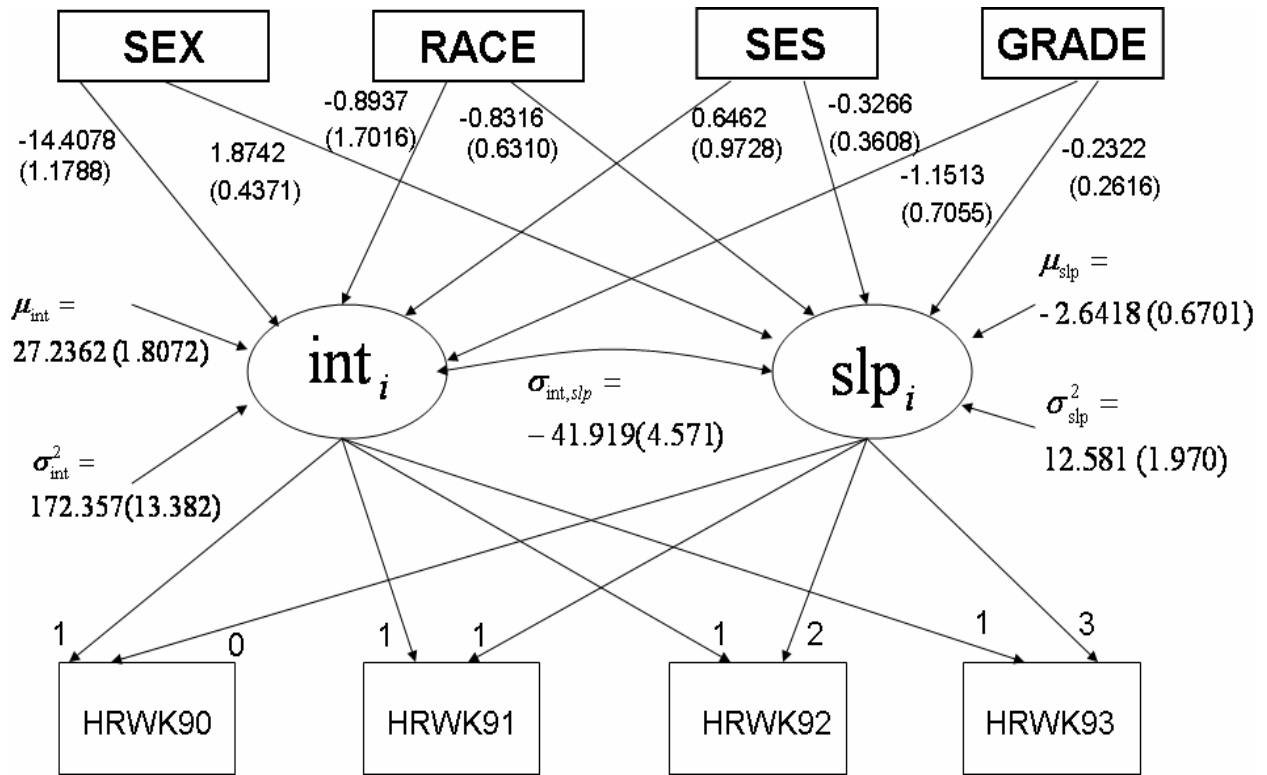 SEX RACE SES GRADE
-14.4078
(1.1788)
1.8742
(0.4371)
-0.8937
(1.7016)
-0.8316
(0.6310)
0.6462
(0.9728)
-0.3266
(0.3608)
-1.1513
(0.7055)
-0.2322
(0.2616)
μint =
27.2362 (1.8072)
μslp =
- 2.6418 (0.6701)
int i
slp i
σint,slp =
− 41.919(4.571)
σ²int =
172.357(13.382)
σ²slp =
12.581 (1.970)
1 0 1 1 1 2 1 3
HRWK90 HRWK91 HRWK92 HRWK93